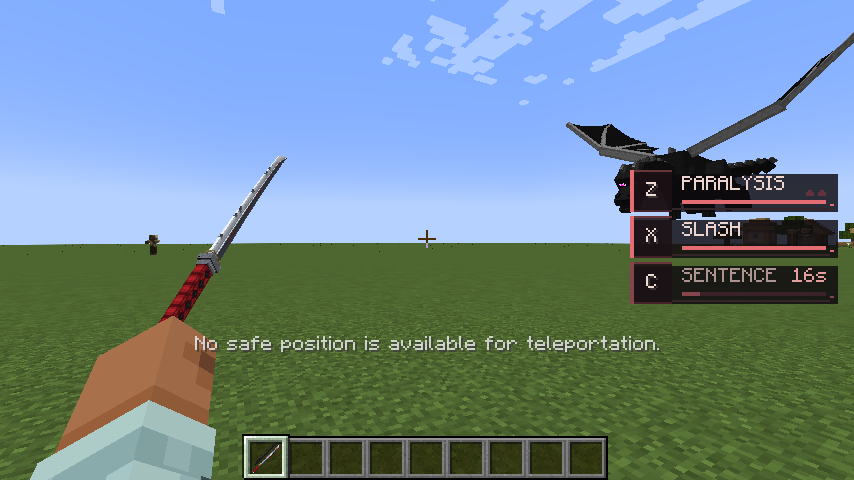 Z PARALYSIS
X SLASH
C SENTENCE 16s
No safe position is available for teleportation.